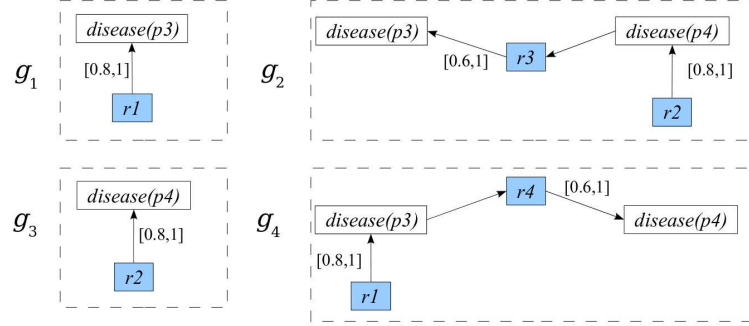 g1
disease(p3)
[0.8,1]
r1
g2
disease(p3)
[0.6,1]
r3
disease(p4)
[0.8,1]
r2
g3
disease(p4)
[0.8,1]
r2
g4
disease(p3)
[0.8,1]
r1
r4
[0.6,1]
disease(p4)